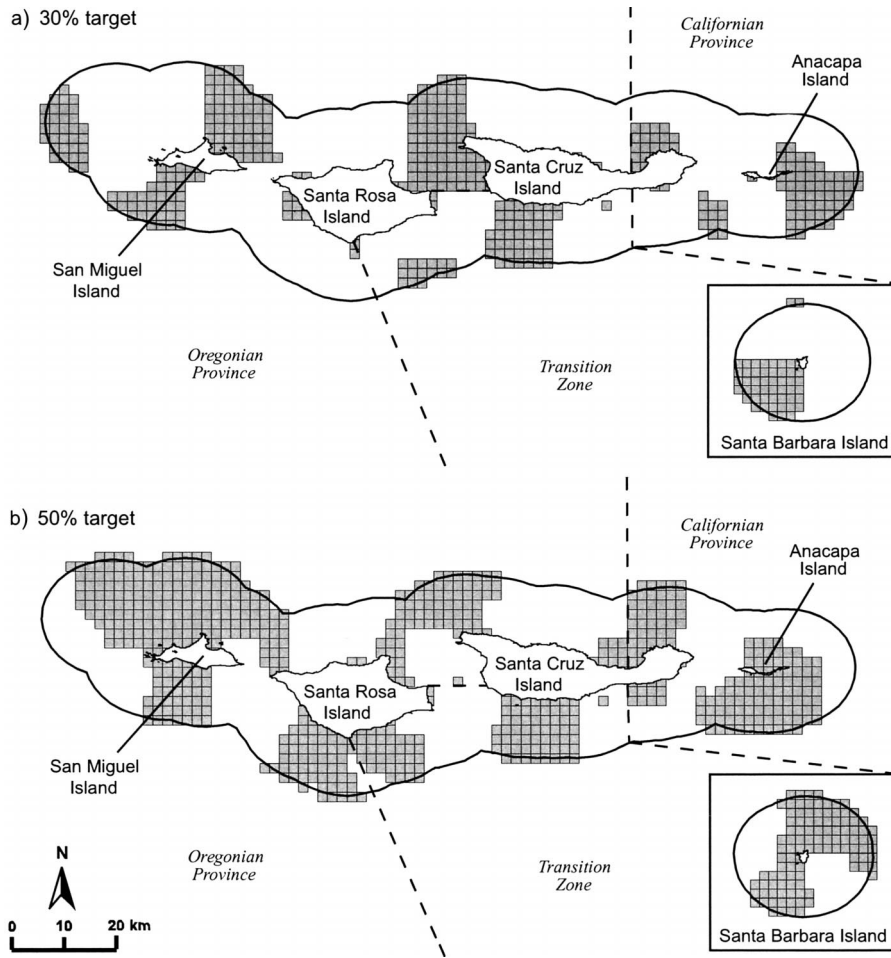 a) 30% target
Californian
Province
Anacapa
Island
Santa Cruz
Island
Santa Rosa
Island
San Miguel
Island
Oregonian
Province
Transition
Zone
Santa Barbara Island
b) 50% target
Californian
Province
Anacapa
Island
Santa Cruz
Island
Santa Rosa
Island
San Miguel
Island
Oregonian
Province
Transition
Zone
Santa Barbara Island
N
0 10 20 km